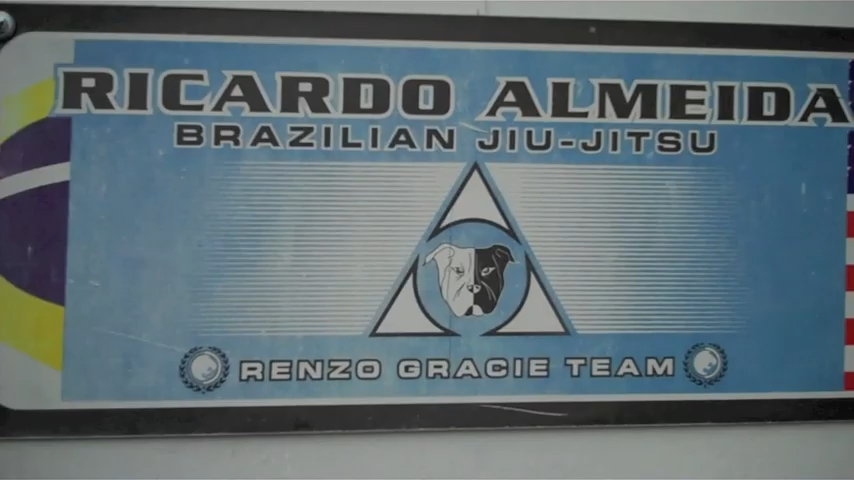 RICARDO ALMEIDA
BRAZILIAN JIU-JITSU
RENZO GRACIE TEAM